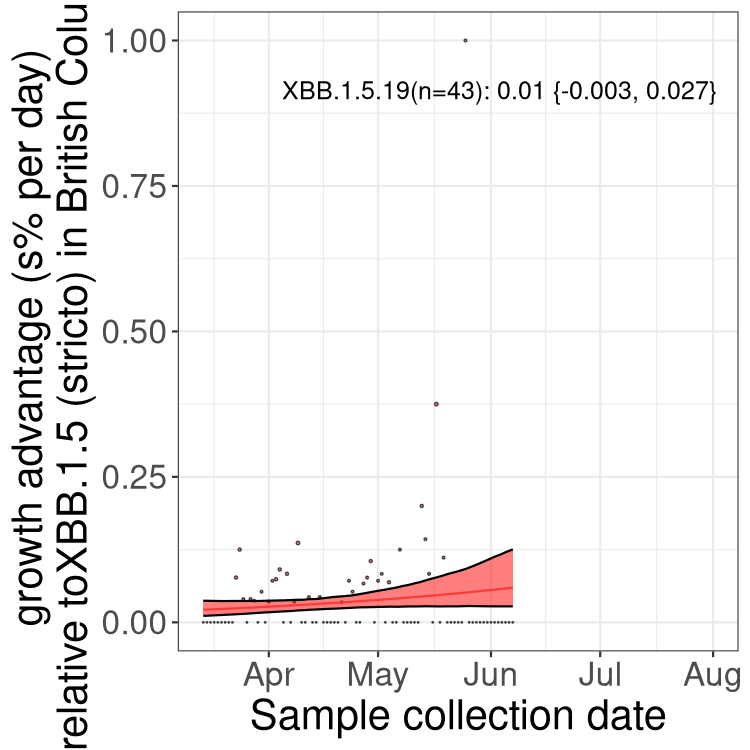 growth advantage (s% per day)
relative toXBB.1.5 (stricto) in British Colu
1.00
0.75
0.50
0.25
0.00
XBB.1.5.19(n=43): 0.01 {-0.003, 0.027}
Apr May Jun Jul Aug
Sample collection date